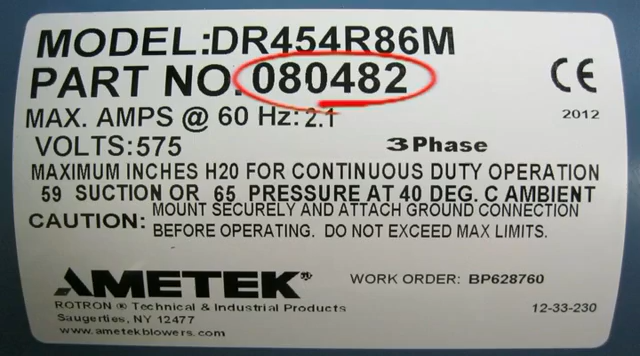 MODEL:DR454R86M
PART NO. 080482
CE
MAX. AMPS @ 60 Hz: 2.1
2012
VOLTS:575 3 Phase
MAXIMUM INCHES H20 FOR CONTINUOUS DUTY OPERATION
59 SUCTION OR 65 PRESSURE AT 40 DEG. C AMBIENT
CAUTION: MOUNT SECURELY AND ATTACH GROUND CONNECTION
BEFORE OPERATING. DO NOT EXCEED MAX LIMITS.
AMETEK®
WORK ORDER: BP628760
ROTRON ® Technical & Industrial Products
Saugerties, NY 12477
12-33-230
www.ametekblowers.com